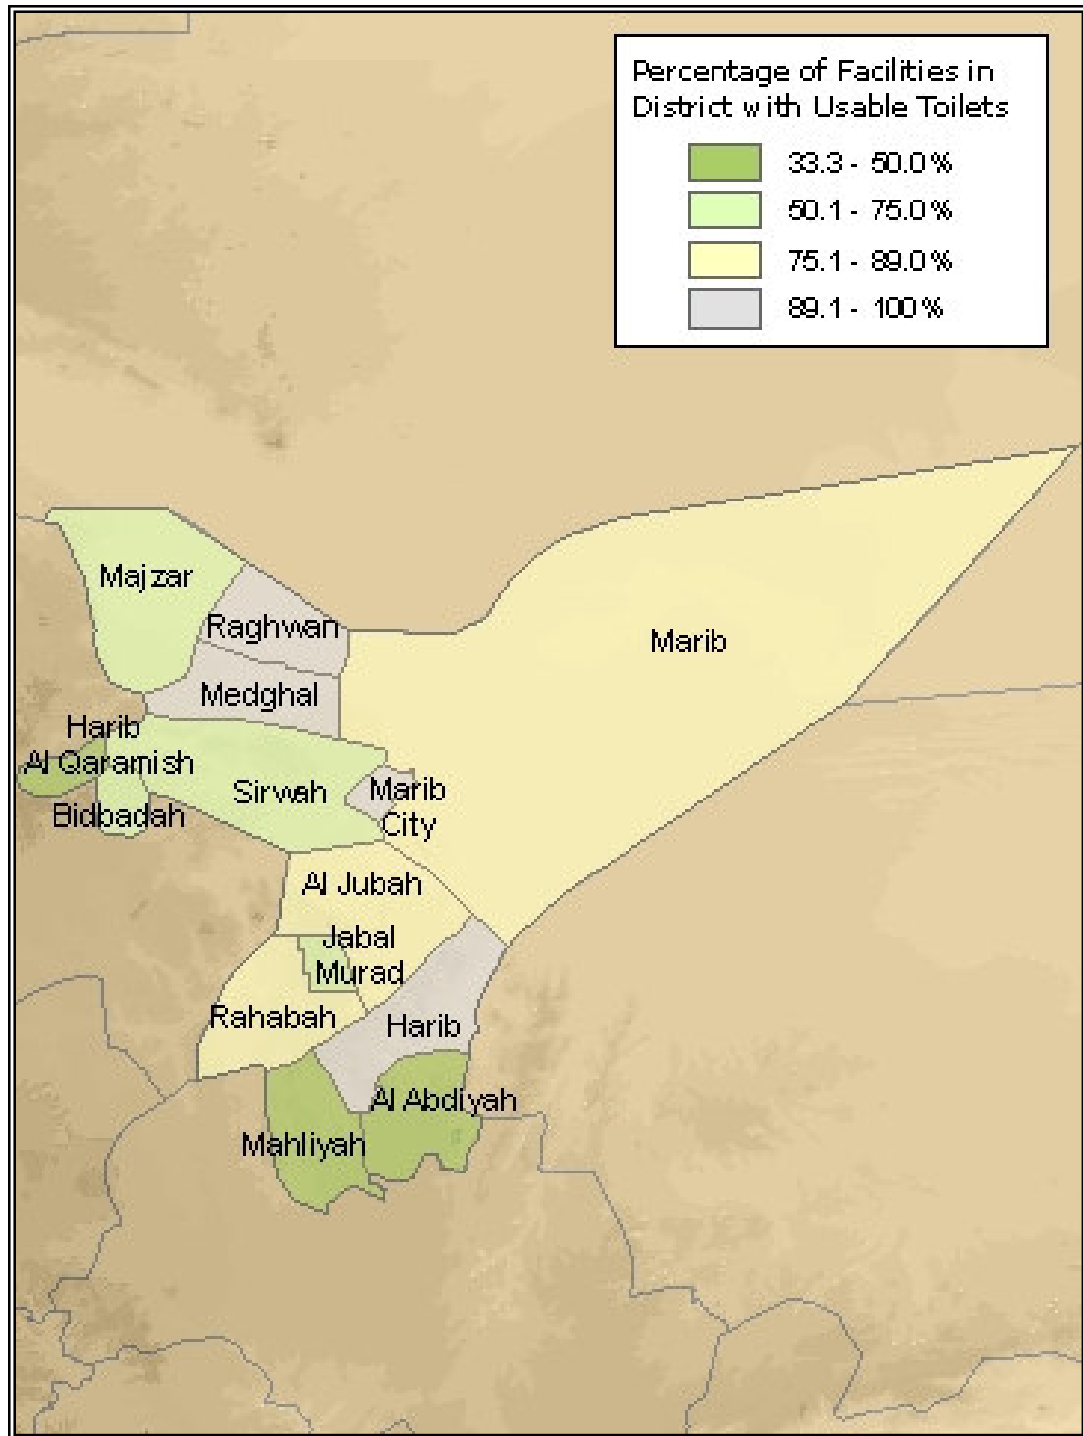 Percentage of Facilities in
District with Usable Toilets
33.3 - 50.0%
50.1 - 75.0%
75.1 - 89.0%
89.1 - 100%
Majzar
Raghwan
Marib
Medghal
Harib
Al Qaramish
Sirwah
Marib
City
Bidbadah
Al Jubah
Jabal
Murad
Rahabah
Harib
Al Abdiyah
Mahliyah